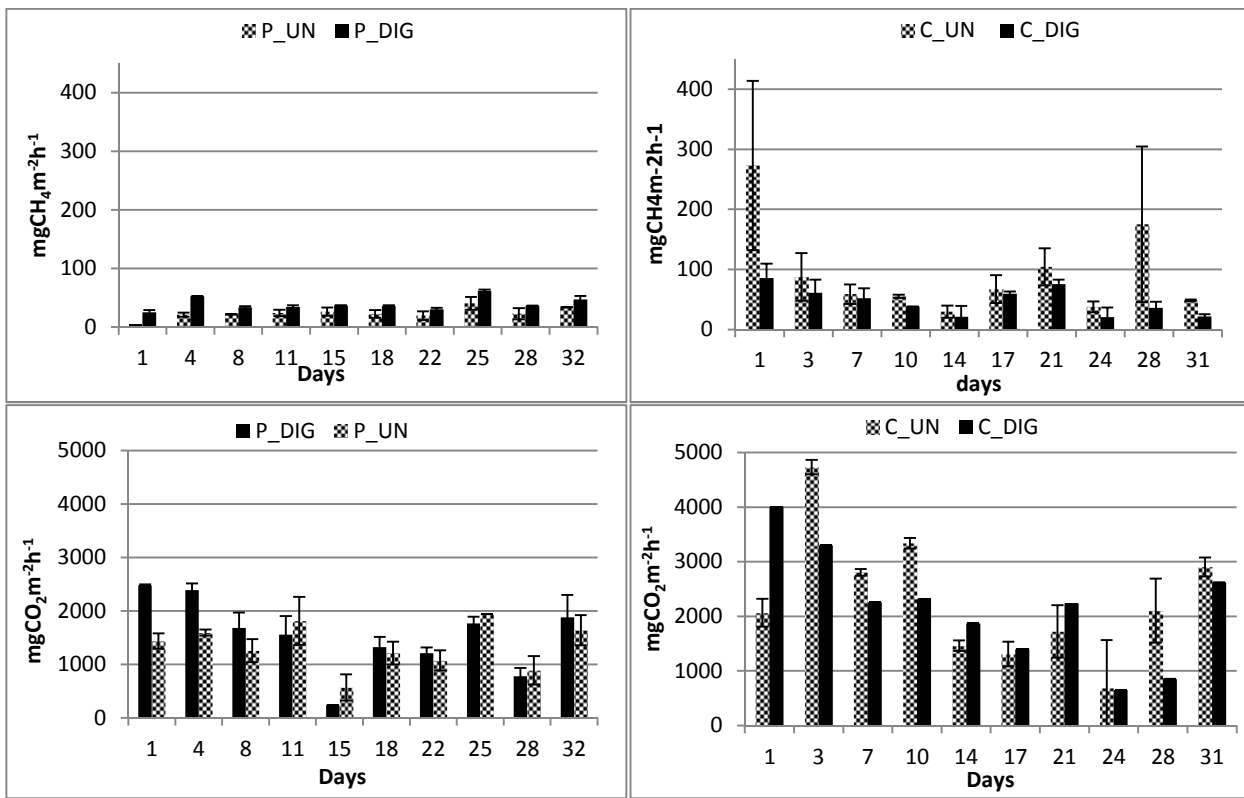 P_UN P_DIG
400
300
200
100
0
mgCH₄m⁻²h⁻¹
1 4 8 11 15 18 22 25 28 32
Days
C_UN C_DIG
400
300
200
100
0
mgCH4m-2h-1
1 3 7 10 14 17 21 24 28 31
days
P_DIG P_UN
5000
4000
3000
2000
1000
0
mgCO₂m⁻²h⁻¹
1 4 8 11 15 18 22 25 28 32
Days
C_UN C_DIG
5000
4000
3000
2000
1000
0
mgCO₂m⁻²h⁻¹
1 3 7 10 14 17 21 24 28 31
Days